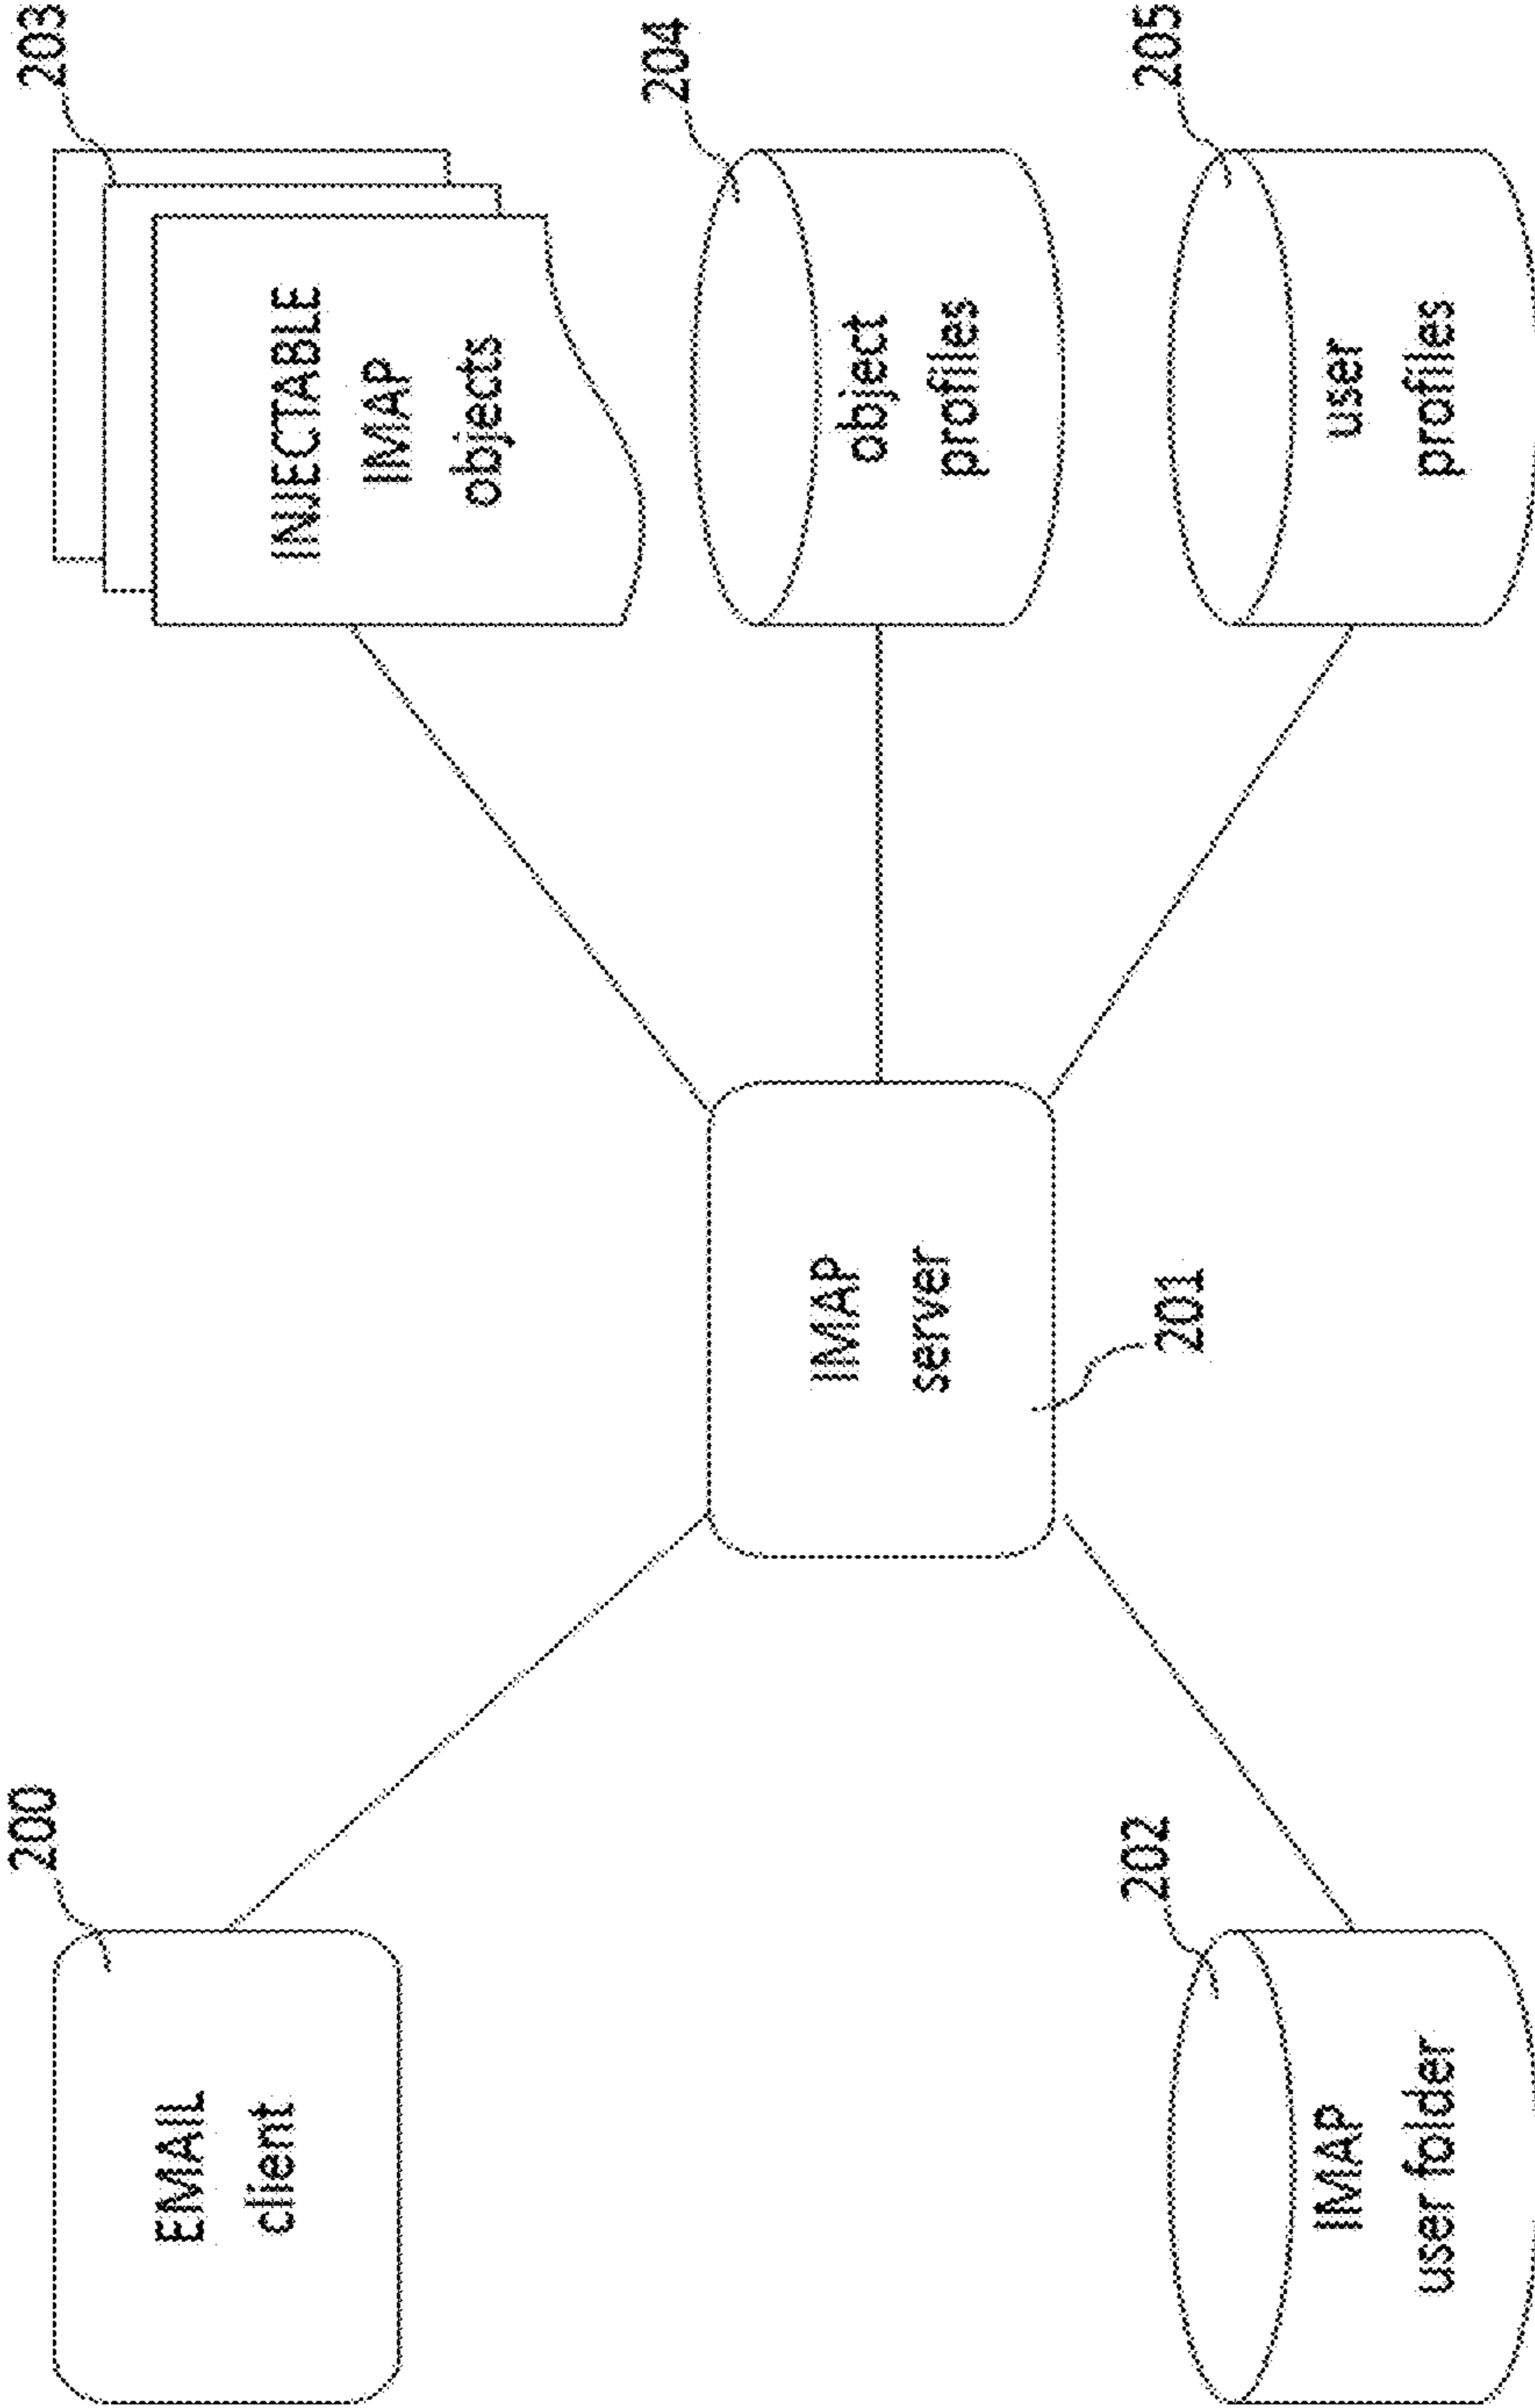 200
EMAIL
client
202
IMAP
user folder
IMAP
server
201
203
INJECTABLE
IMAP
objects
204
object
profiles
205
user
profiles